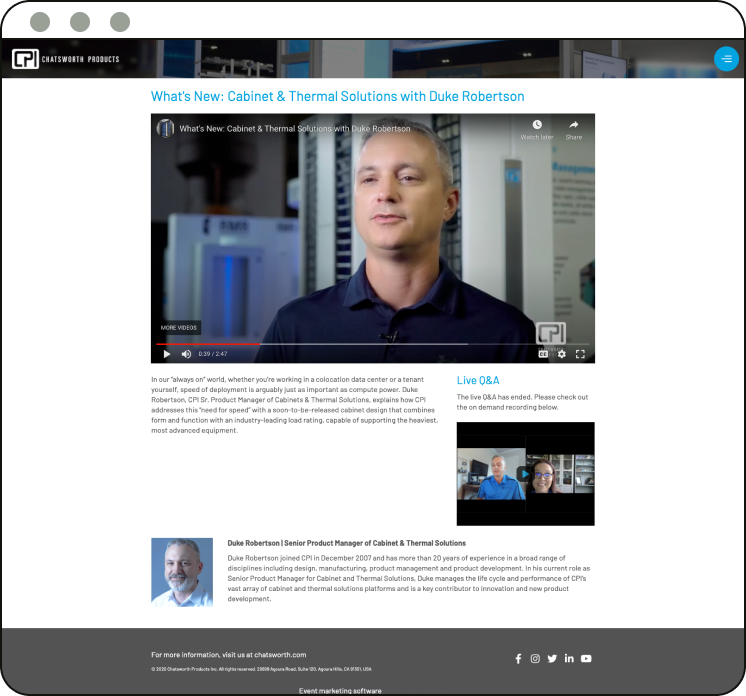 CPI CHATSWORTH PRODUCTS
What's New: Cabinet & Thermal Solutions with Duke Robertson
What's New: Cabinet & Thermal Solutions with Duke Robertson
Watch later
Share
MORE VIDEOS
CPI
0:39 / 2:47
CC
In our "always on" world, whether you're working in a colocation data center or a tenant
yourself, speed of deployment is arguably just as important as compute power. Duke
Robertson, CPI Sr. Product Manager of Cabinets & Thermal Solutions, explains how CPI
addresses this "need for speed" with a soon-to-be-released cabinet design that combines
form and function with an industry-leading load rating, capable of supporting the heaviest,
most advanced equipment.
Live Q&A
The live Q&A has ended. Please check out
the on demand recording below.
Duke Robertson | Senior Product Manager of Cabinet & Thermal Solutions
Duke Robertson joined CPI in December 2007 and has more than 20 years of experience in a broad range of
disciplines including design, manufacturing, product management and product development. In his current role as
Senior Product Manager for Cabinet and Thermal Solutions, Duke manages the life cycle and performance of CPI's
vast array of cabinet and thermal solutions platforms and is a key contributor to innovation and new product
development.
For more information, visit us at chatsworth.com
© 2020 Chatsworth Products Inc. All rights reserved. 29899 Agoura Road, Suite 120, Agoura Hills, CA 91301, USA
Event marketing software